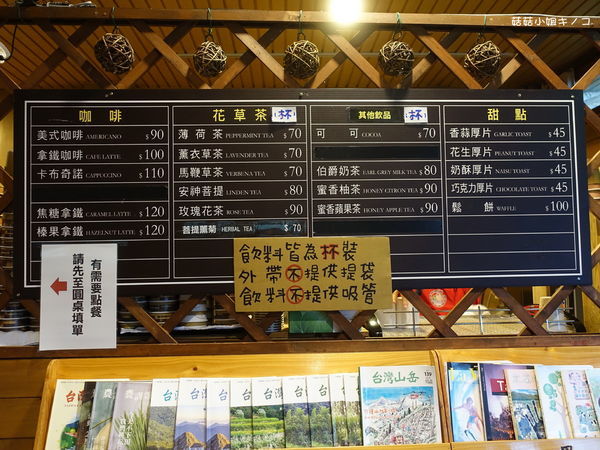 菇菇小姐キノコ
咖啡
美式咖啡 AMERICANO $ 90
拿鐵咖啡 CAFE LATTE $ 100
卡布奇諾 CAPPUCCINO $ 110
焦糖拿鐵 CARAMEL LATTE $ 120
榛果拿鐵 HAZELNUT LATTE $ 120
花草茶(杯)
薄荷茶 PEPPERMINT TEA $ 70
薰衣草茶 LAVENDER TEA $ 70
馬鞭草茶 VERBENA TEA $ 70
安神菩提 LINDEN TEA $ 80
玫瑰花茶 ROSE TEA $ 90
菩提薰菊 HERBAL TEA $ 70
其他飲品(杯)
可可 COCOA $ 70
伯爵奶茶 EARL GREY MILK TEA $ 80
蜜香柚茶 HONEY CITRON TEA $ 90
蜜香蘋果茶 HONEY APPLE TEA $ 90
甜點
香蒜厚片 GARLIC TOAST $ 45
花生厚片 PEANUT TOAST $ 45
奶酥厚片 NAISU TOAST $ 45
巧克力厚片 CHOCOLATE TOAST $ 45
鬆餅 WAFFLE $ 100
有需要點餐
請先至圓桌填單
飲料皆為杯裝
外帶不提供提袋
飲料不提供吸管
台灣山岳 139